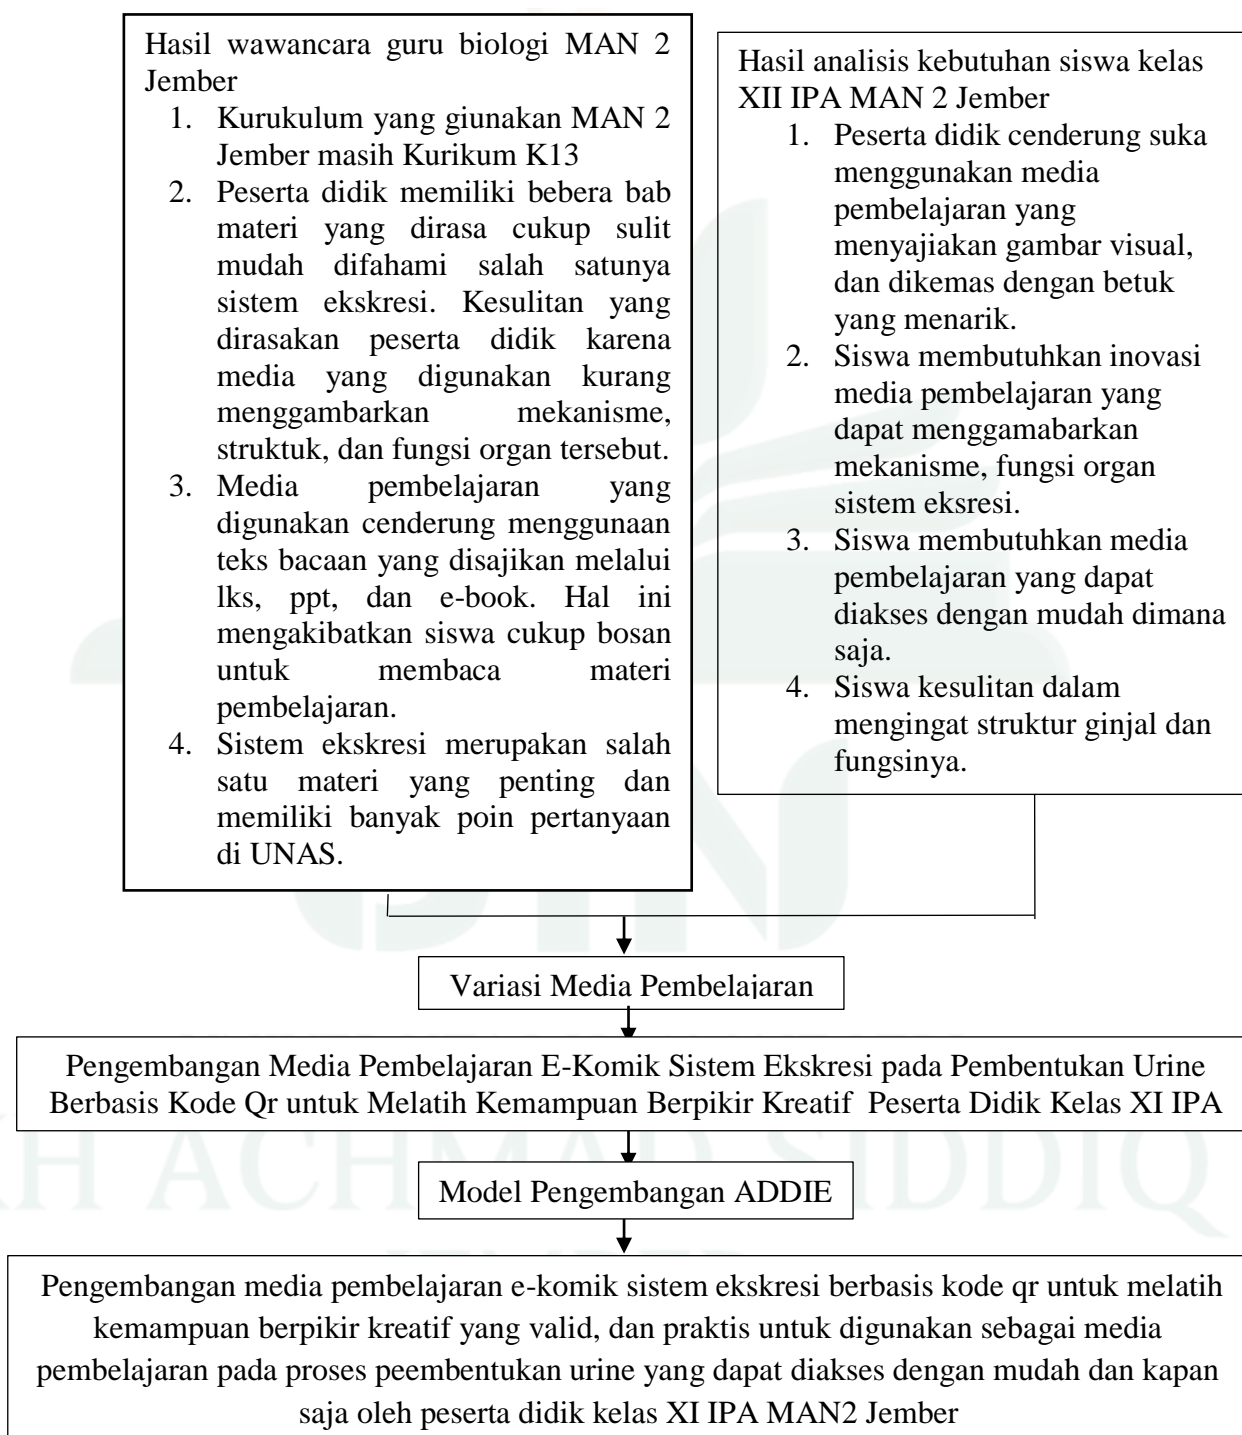 Hasil wawancara guru biologi MAN 2
Jember
1. Kurukulum yang giunakan MAN 2
Jember masih Kurikum K13
2. Peserta didik memiliki bebera bab
materi yang dirasa cukup sulit
mudah difahami salah satunya
sistem ekskresi. Kesulitan yang
dirasakan peserta didik karena
media yang digunakan kurang
menggambarkan mekanisme,
struktuk, dan fungsi organ tersebut.
3. Media pembelajaran yang
digunakan cenderung menggunaan
teks bacaan yang disajikan melalui
lks, ppt, dan e-book. Hal ini
mengakibatkan siswa cukup bosan
untuk membaca materi
pembelajaran.
4. Sistem ekskresi merupakan salah
satu materi yang penting dan
memiliki banyak poin pertanyaan
di UNAS.
Hasil analisis kebutuhan siswa kelas
XII IPA MAN 2 Jember
1. Peserta didik cenderung suka
menggunakan media
pembelajaran yang
menyajiakan gambar visual,
dan dikemas dengan betuk
yang menarik.
2. Siswa membutuhkan inovasi
media pembelajaran yang
dapat menggamabarkan
mekanisme, fungsi organ
sistem eksresi.
3. Siswa membutuhkan media
pembelajaran yang dapat
diakses dengan mudah dimana
saja.
4. Siswa kesulitan dalam
mengingat struktur ginjal dan
fungsinya.
Variasi Media Pembelajaran
Pengembangan Media Pembelajaran E-Komik Sistem Ekskresi pada Pembentukan Urine
Berbasis Kode Qr untuk Melatih Kemampuan Berpikir Kreatif Peserta Didik Kelas XI IPA
Model Pengembangan ADDIE
Pengembangan media pembelajaran e-komik sistem ekskresi berbasis kode qr untuk melatih
kemampuan berpikir kreatif yang valid, dan praktis untuk digunakan sebagai media
pembelajaran pada proses peembentukan urine yang dapat diakses dengan mudah dan kapan
saja oleh peserta didik kelas XI IPA MAN2 Jember